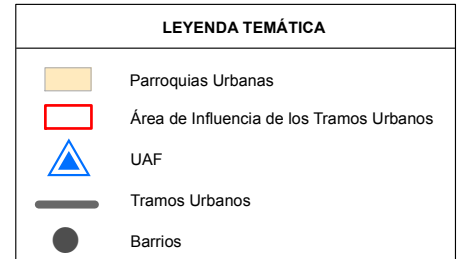 LEYENDA TEMÁTICA
Parroquias Urbanas
Área de Influencia de los Tramos Urbanos
UAF
Tramos Urbanos
Barrios